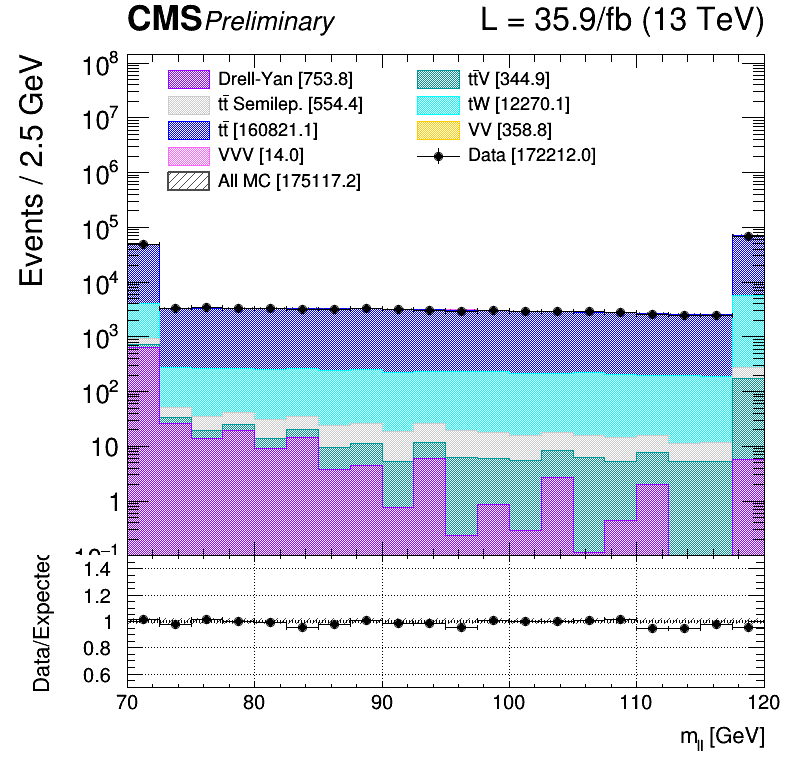 CMS Preliminary L = 35.9/fb (13 TeV)
Events / 2.5 GeV
10⁸
10⁷
10⁶
10⁵
10⁴
10³
10²
10
1
10⁻¹
Drell-Yan [753.8]
tt̄ Semilep. [554.4]
tt̄ [160821.1]
VVV [14.0]
All MC [175117.2]
tt̄V [344.9]
tW [12270.1]
VV [358.8]
Data [172212.0]
Data/Expected
1.4
1.2
1
0.8
0.6
70 80 90 100 110 120
m_ll [GeV]